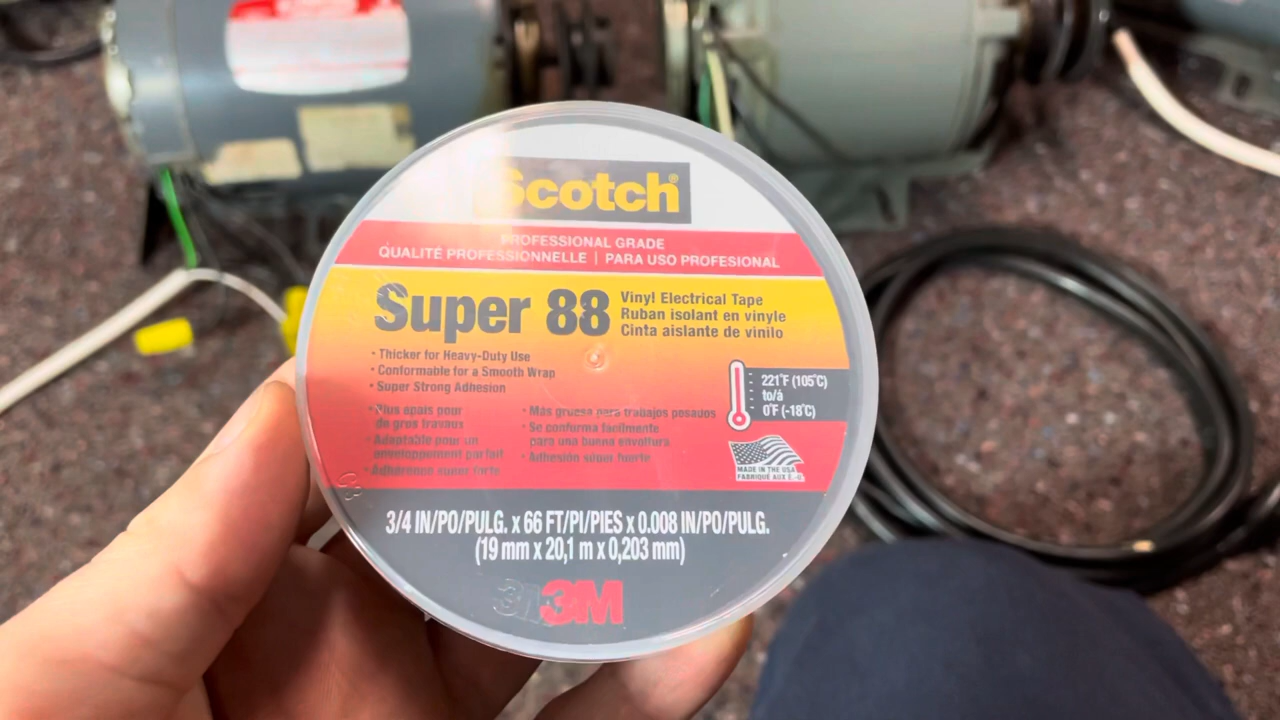 Scotch®
PROFESSIONAL GRADE
QUALITÉ PROFESSIONNELLE | PARA USO PROFESIONAL
Super 88
Vinyl Electrical Tape
Ruban isolant en vinyle
Cinta aislante de vinilo
• Thicker for Heavy-Duty Use
• Conformable for a Smooth Wrap
• Super Strong Adhesion
• Plus épais pour
de gros travaux
• Adaptable pour un
enveloppement parfait
• Adhérence super forte
• Más gruesa para trabajos pesados
• Se conforma fácilmente
para una buena envoltura
• Adhesión súper fuerte
221°F (105°C)
to/á
0°F (-18°C)
MADE IN THE USA
FABRIQUÉ AUX É.-U.
3/4 IN/PO/PULG. x 66 FT/PI/PIES x 0.008 IN/PO/PULG.
(19 mm x 20,1 m x 0,203 mm)
3M
3M